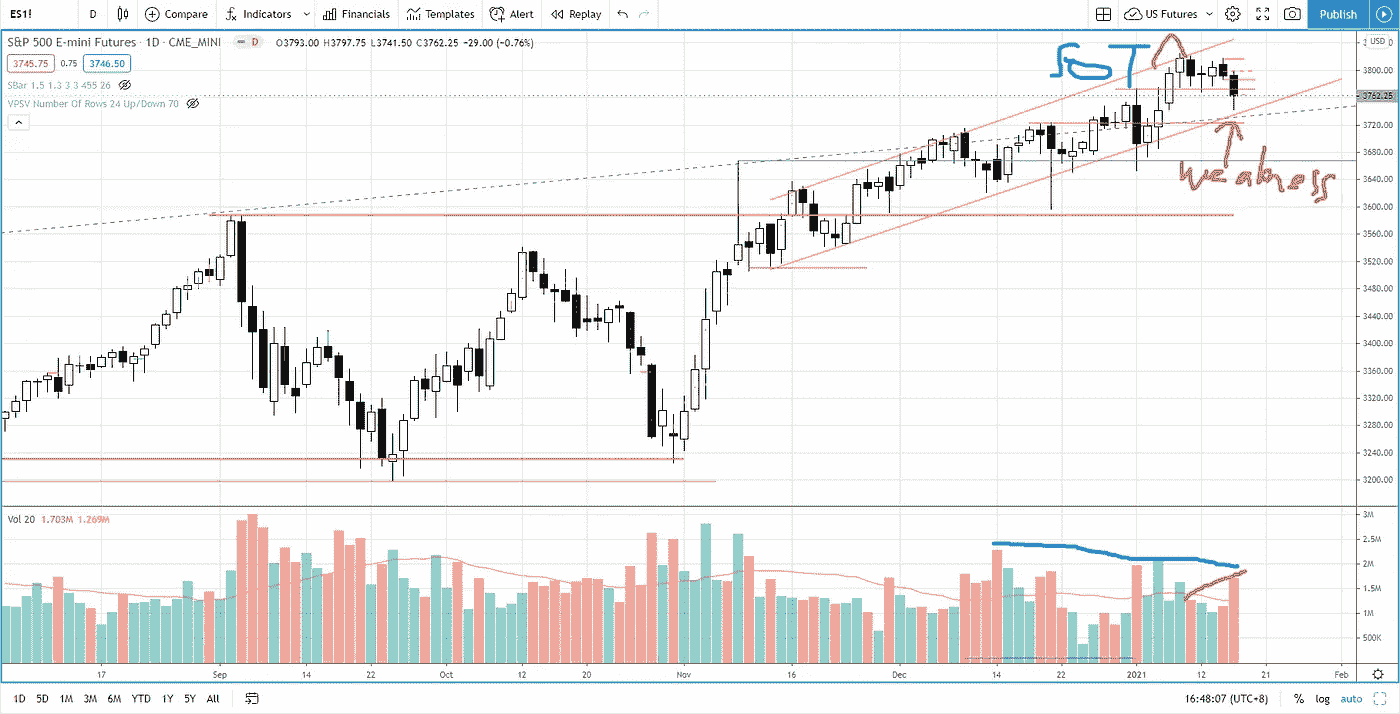 ES1! D Compare Indicators Financials Templates Alert Replay US Futures Publish
S&P 500 E-mini Futures · 1D · CME_MINI D O3793.00 H3797.75 L3741.50 C3762.25 −29.00 (−0.76%)
3745.75 0.75 3746.50
SBar 1.5 1.3 3 3 455 26
VPSV Number Of Rows 24 Up/Down 70
SOT
weakness
USD
3800.00
3762.25
3720.00
3680.00
3640.00
3600.00
3560.00
3520.00
3480.00
3440.00
3400.00
3360.00
3320.00
3280.00
3240.00
3200.00
Vol 20 1.703M 1.269M
3M
2.5M
2M
1.5M
1M
500K
17 Sep 14 22 Oct 12 20 Nov 16 Dec 14 22 2021 12 21 Feb
1D 5D 1M 3M 6M YTD 1Y 5Y All 16:48:07 (UTC+8) % log auto